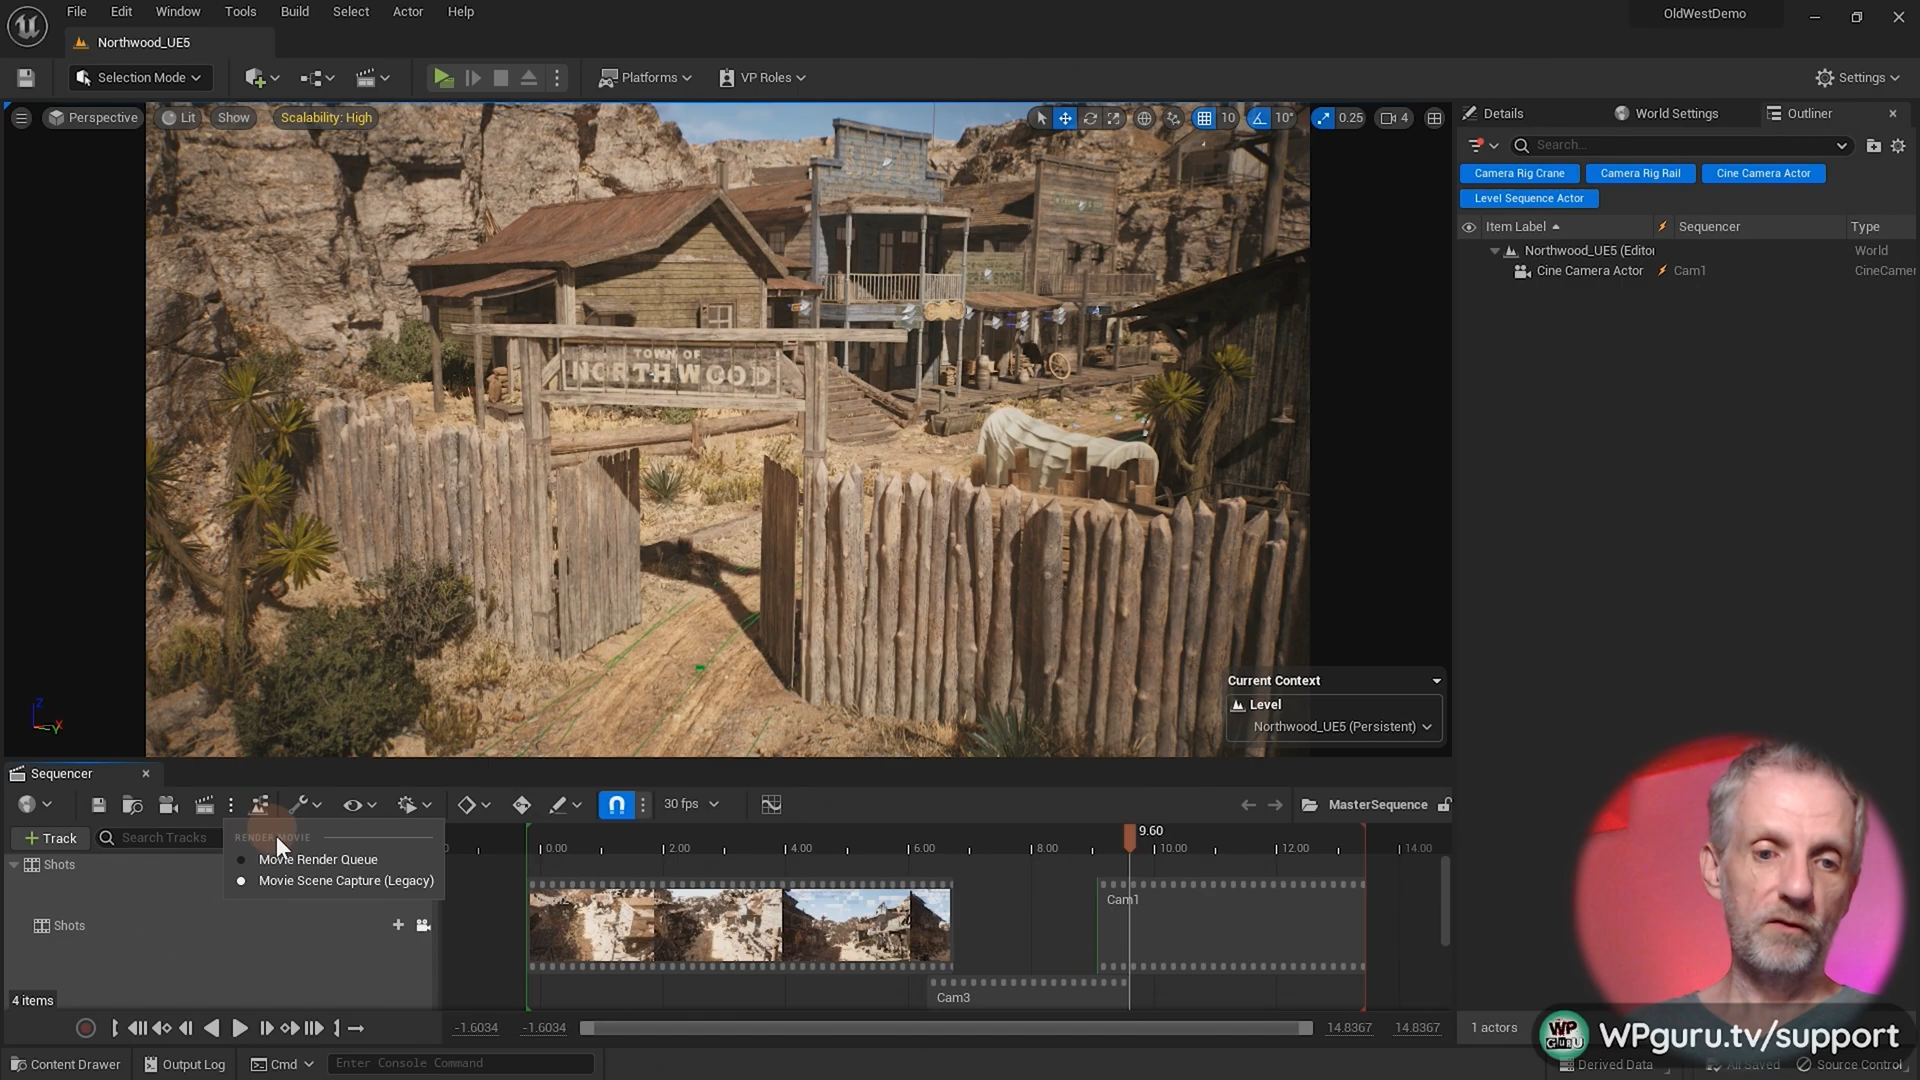 File Edit Window Tools Build Select Actor Help
OldWestDemo
Northwood_UE5
Selection Mode
Platforms
VP Roles
Settings
Perspective
Lit
Show
Scalability: High
10
10°
0.25
4
Details
World Settings
Outliner
Search...
Camera Rig Crane
Camera Rig Rail
Cine Camera Actor
Level Sequence Actor
Item Label
Sequencer
Type
Northwood_UE5 (Editor
World
Cine Camera Actor
Cam1
CineCamer
TOWN OF
NORTHWOOD
Current Context
Level
Northwood_UE5 (Persistent)
Z
X
Y
Sequencer
30 fps
MasterSequence
Track
Search Tracks
RENDER MOVIE
Movie Render Queue
Movie Scene Capture (Legacy)
9.60
0.00
2.00
4.00
6.00
8.00
10.00
12.00
14.00
Shots
Shots
Cam1
Cam3
4 items
-1.6034
-1.6034
14.8367
14.8367
1 actors
WP
GURU
WPguru.tv/support
Content Drawer
Output Log
Cmd
Enter Console Command
Derived Data
All Saved
Source Control